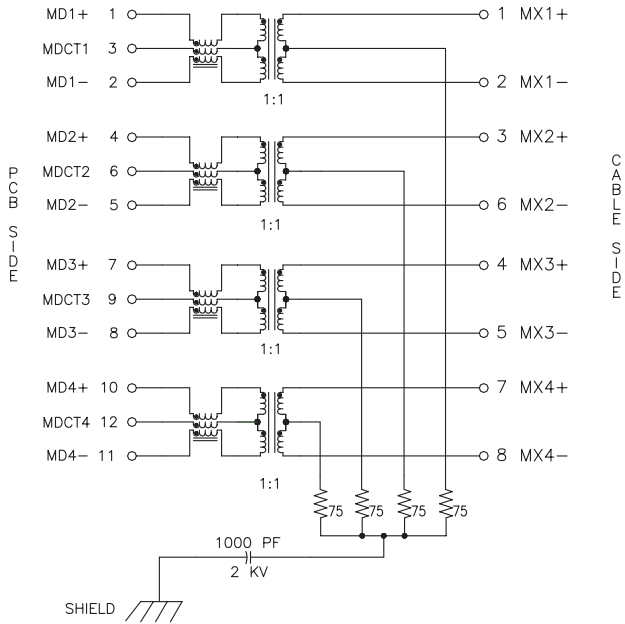 MD1+ 1 1 MX1+
MDCT1 3
MD1− 2 2 MX1−
1:1
MD2+ 4 3 MX2+
MDCT2 6
MD2− 5 6 MX2−
1:1
PCB SIDE
CABLE SIDE
MD3+ 7 4 MX3+
MDCT3 9
MD3− 8 5 MX3−
1:1
MD4+ 10 7 MX4+
MDCT4 12
MD4− 11 8 MX4−
1:1
75 75 75 75
1000 PF
2 KV
SHIELD